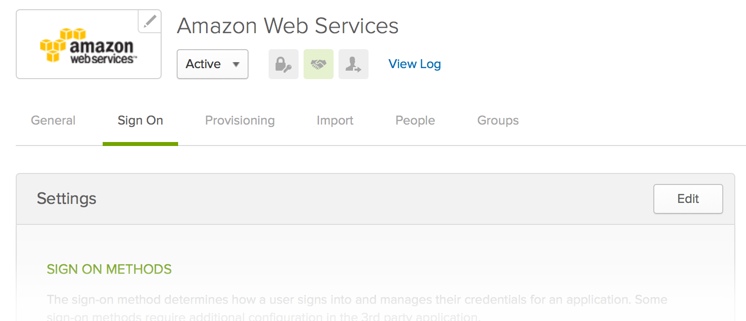 amazon
webservices™
Amazon Web Services
Active
View Log
General Sign On Provisioning Import People Groups
Settings
Edit
SIGN ON METHODS
The sign-on method determines how a user signs into and manages their credentials for an application. Some
sign-on methods require additional configuration in the 3rd party application.